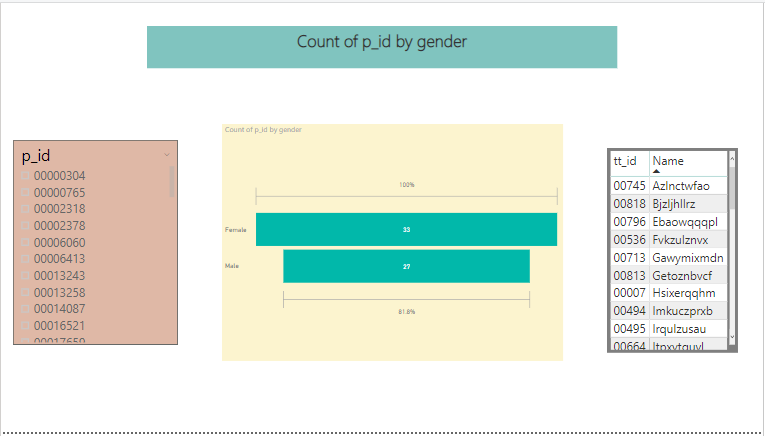 Count of p_id by gender
p_id
00000304
00000765
00002318
00002378
00006060
00006413
00013243
00013258
00014087
00016521
00017659
Count of p_id by gender
100%
Female
33
Male
27
81.8%
tt_id Name
00745 Azlnctwfao
00818 Bjzljhllrz
00796 Ebaowqqqpl
00536 Fvkzulznvx
00713 Gawymixmdn
00813 Getoznbvcf
00007 Hsixerqqhm
00494 Imkuczprxb
00495 Irqulzusau
00664 Itpxytquyl